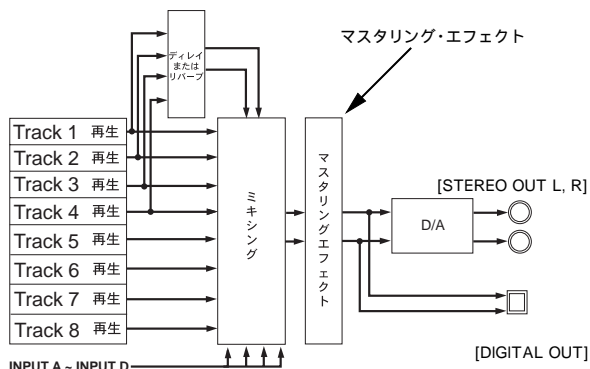 マスタリング・エフェクト
ディレイ
または
リバーブ
Track 1 再生
Track 2 再生
Track 3 再生
Track 4 再生
Track 5 再生
Track 6 再生
Track 7 再生
Track 8 再生
ミキシング
マスタリングエフェクト
[STEREO OUT L, R]
D/A
[DIGITAL OUT]
INPUT A ~ INPUT D